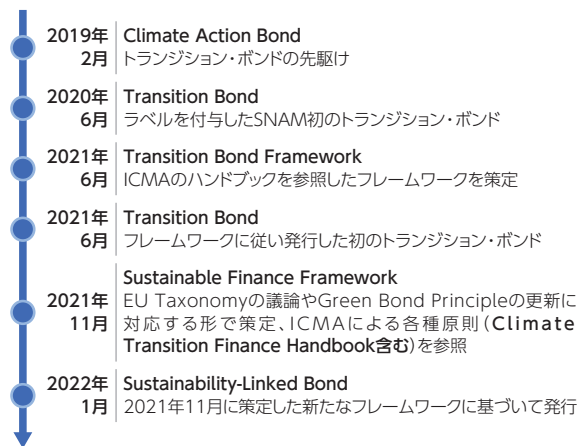 2019年 Climate Action Bond
2月 トランジション・ボンドの先駆け
2020年 Transition Bond
6月 ラベルを付与したSNAM初のトランジション・ボンド
2021年 Transition Bond Framework
6月 ICMAのハンドブックを参照したフレームワークを策定
2021年 Transition Bond
6月 フレームワークに従い発行した初のトランジション・ボンド
Sustainable Finance Framework
2021年 EU Taxonomyの議論やGreen Bond Principleの更新に
11月 対応する形で策定、ICMAによる各種原則(Climate
Transition Finance Handbook含む)を参照
2022年 Sustainability-Linked Bond
1月 2021年11月に策定した新たなフレームワークに基づいて発行